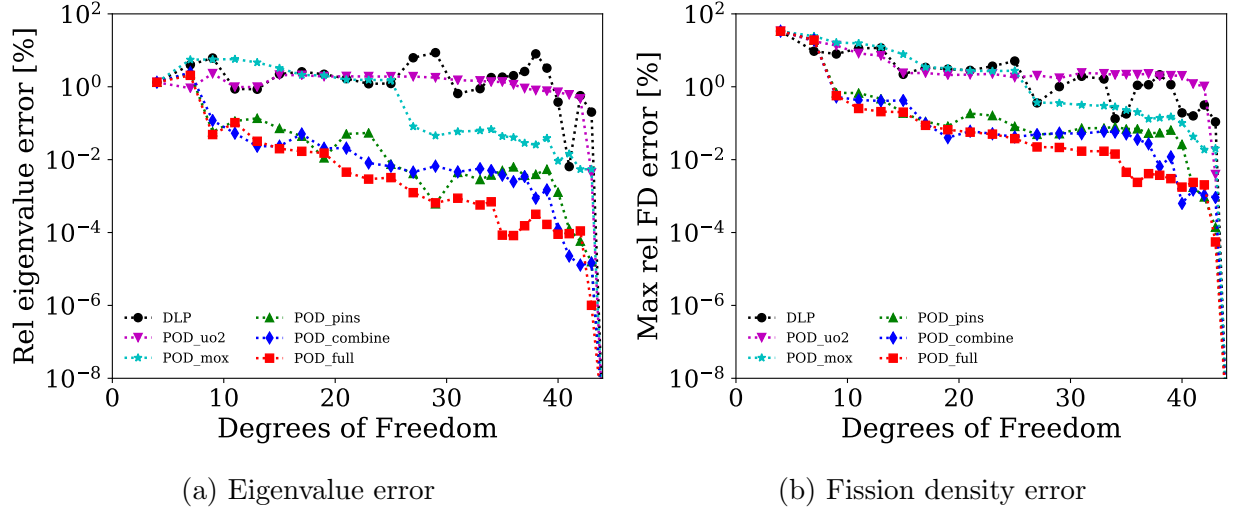 Rel eigenvalue error [%]
10^2
10^0
10^-2
10^-4
10^-6
10^-8
DLP
POD_uo2
POD_mox
POD_pins
POD_combine
POD_full
0 10 20 30 40
Degrees of Freedom
(a) Eigenvalue error
Max rel FD error [%]
10^2
10^0
10^-2
10^-4
10^-6
10^-8
DLP
POD_uo2
POD_mox
POD_pins
POD_combine
POD_full
0 10 20 30 40
Degrees of Freedom
(b) Fission density error